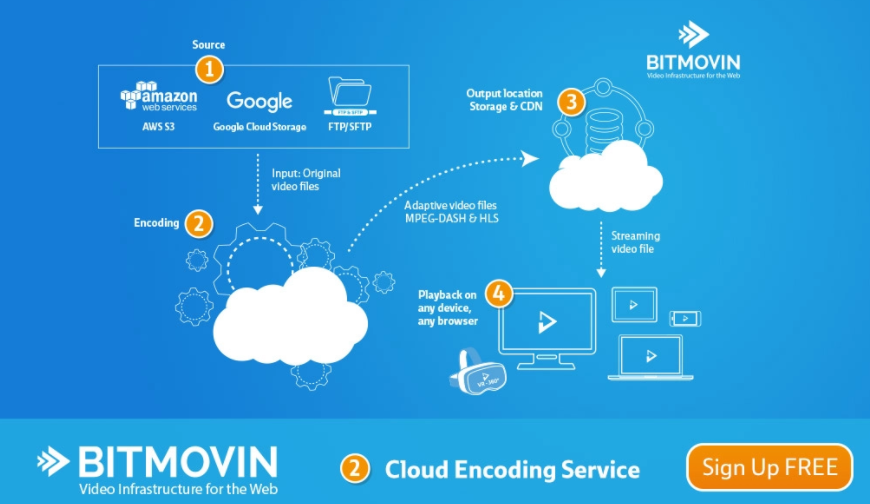 Source
1
amazon
web services
AWS S3
Google
Google Cloud Storage
FTP & SFTP
FTP/SFTP
BITMOVIN
Video Infrastructure for the Web
Input: Original
video files
Encoding
2
Adaptive video files
MPEG-DASH & HLS
Output location
Storage & CDN
3
Streaming
video file
Playback on
any device,
any browser
4
VR - 360°
BITMOVIN
Video Infrastructure for the Web
2
Cloud Encoding Service
Sign Up FREE